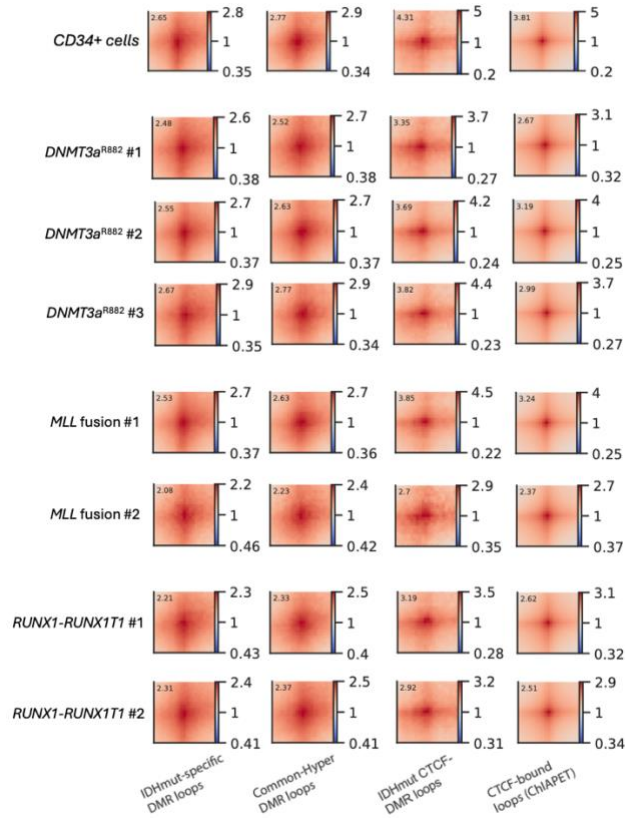 2.65 2.8 2.77 2.9 4.31 5 3.81 5
CD34+ cells 1 1 1 1
0.35 0.34 0.2 0.2
2.48 2.6 2.52 2.7 3.35 3.7 2.67 3.1
DNMT3aR882 #1 1 1 1 1
0.38 0.38 0.27 0.32
2.55 2.7 2.63 2.7 3.69 4.2 3.19 4
DNMT3aR882 #2 1 1 1 1
0.37 0.37 0.24 0.25
2.67 2.9 2.77 2.9 3.82 4.4 2.99 3.7
DNMT3aR882 #3 1 1 1 1
0.35 0.34 0.23 0.27
2.53 2.7 2.63 2.7 3.85 4.5 3.24 4
MLL fusion #1 1 1 1 1
0.37 0.36 0.22 0.25
2.08 2.2 2.23 2.4 2.7 2.9 2.37 2.7
MLL fusion #2 1 1 1 1
0.46 0.42 0.35 0.37
2.21 2.3 2.33 2.5 3.19 3.5 2.62 3.1
RUNX1-RUNX1T1 #1 1 1 1 1
0.43 0.4 0.28 0.32
2.31 2.4 2.37 2.5 2.92 3.2 2.51 2.9
RUNX1-RUNX1T1 #2 1 1 1 1
0.41 0.41 0.31 0.34
IDHmut-specific
DMR loops
Common-Hyper
DMR loops
IDHmut CTCF-
DMR loops
CTCF-bound
loops (ChIAPET)